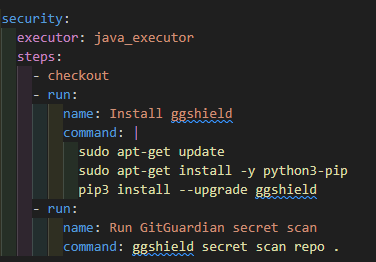 security:
executor: java_executor
steps:
- checkout
- run:
name: Install ggshield
command: |
sudo apt-get update
sudo apt-get install -y python3-pip
pip3 install --upgrade ggshield
- run:
name: Run GitGuardian secret scan
command: ggshield secret scan repo .